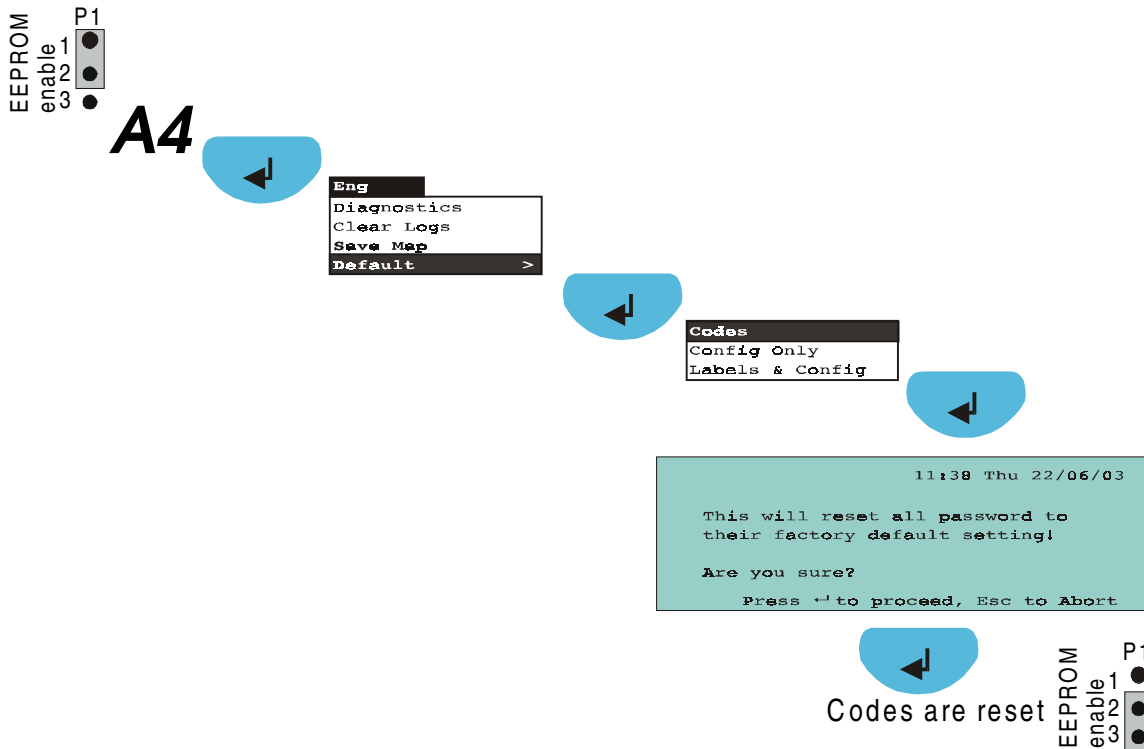 P1
EEPROM
enable
1
2
3
A4
Eng
Diagnostics
Clear Logs
Save Map
Default >
Codes
Config Only
Labels & Config
11:38 Thu 22/06/03
This will reset all password to
their factory default setting!
Are you sure?
Press ↵ to proceed, Esc to Abort
Codes are reset
P1
EEPROM
enable
1
2
3